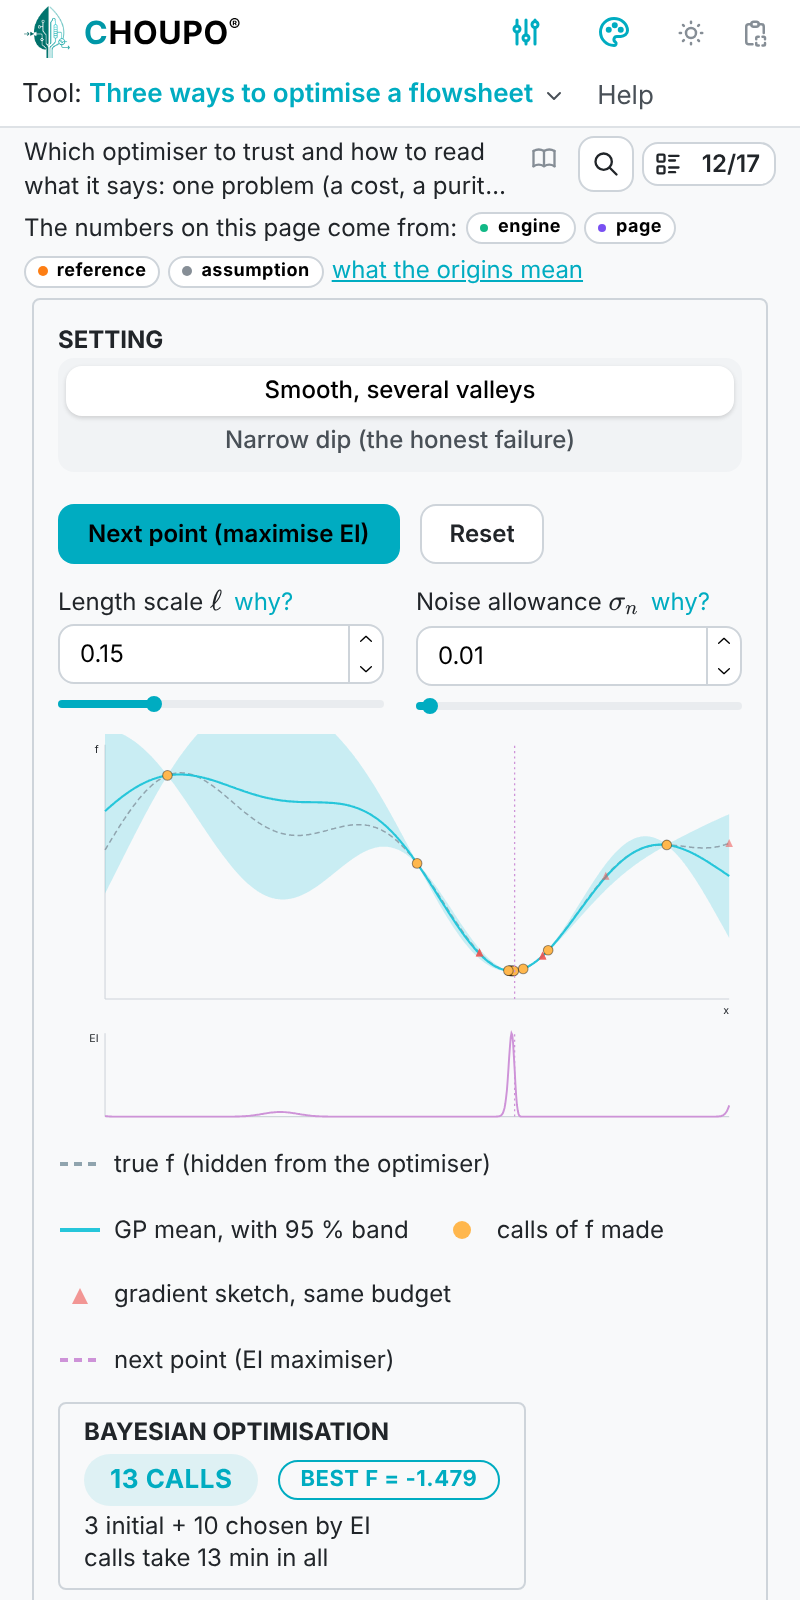 CHOUPO®
Tool: Three ways to optimise a flowsheet
Help
Which optimiser to trust and how to read
what it says: one problem (a cost, a purit...
12/17
The numbers on this page come from: engine page
reference assumption what the origins mean
SETTING
Smooth, several valleys
Narrow dip (the honest failure)
Next point (maximise EI)
Reset
Length scale ℓ why?
Noise allowance σn why?
0.15
0.01
f
x
EI
true f (hidden from the optimiser)
GP mean, with 95 % band
calls of f made
gradient sketch, same budget
next point (EI maximiser)
BAYESIAN OPTIMISATION
13 CALLS
BEST F = -1.479
3 initial + 10 chosen by EI
calls take 13 min in all